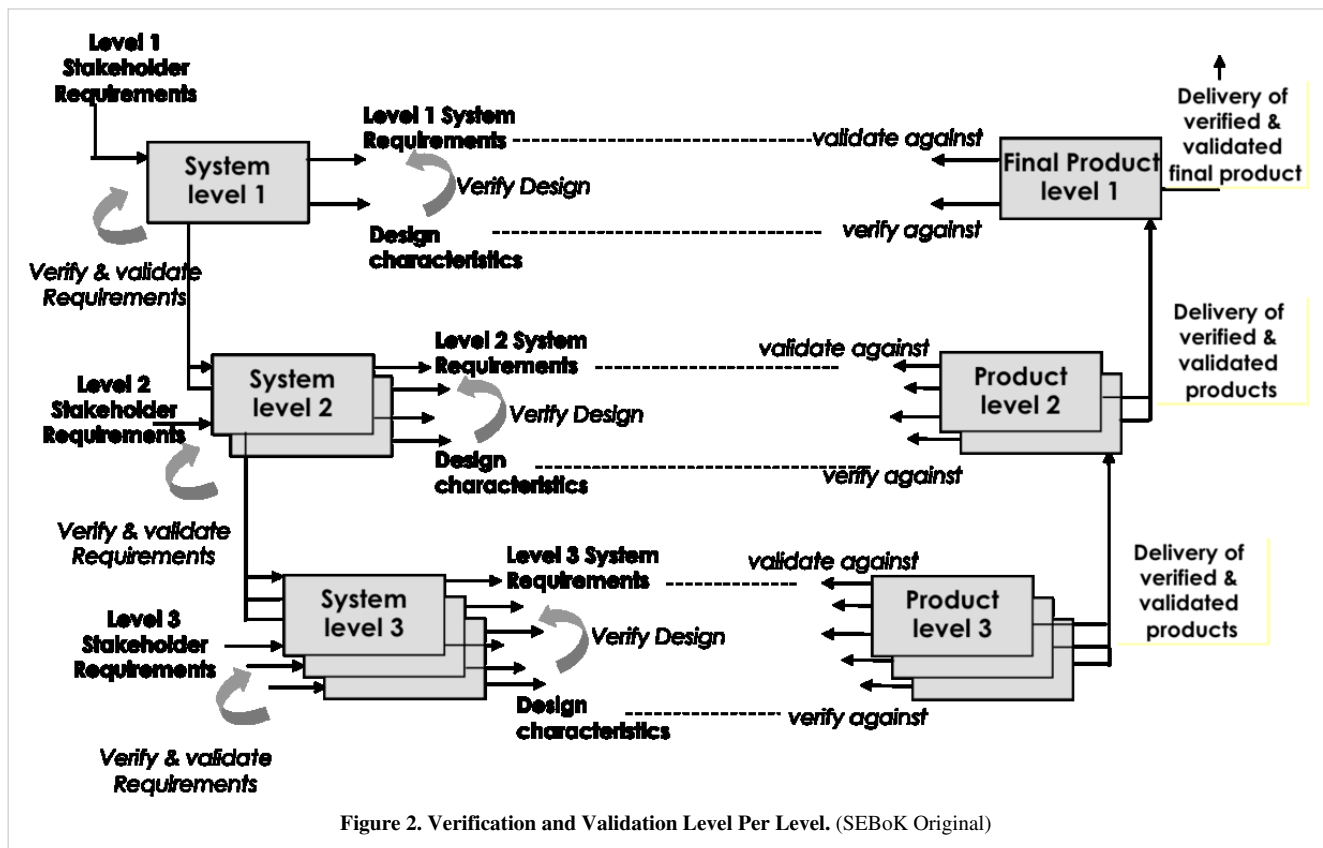 Level 1
Stakeholder
Requirements
System
level 1
Level 1 System
Requirements
Verify Design
Design
characteristics
Verify & validate
Requirements
validate against
verify against
Final Product
level 1
Delivery of
verified &
validated
final product
Level 2
Stakeholder
Requirements
System
level 2
Level 2 System
Requirements
Verify Design
Design
characteristics
Verify & validate
Requirements
validate against
verify against
Product
level 2
Delivery of
verified &
validated
products
Level 3
Stakeholder
Requirements
System
level 3
Level 3 System
Requirements
Verify Design
Design
characteristics
Verify & validate
Requirements
validate against
verify against
Product
level 3
Delivery of
verified &
validated
products
Figure 2. Verification and Validation Level Per Level. (SEBoK Original)